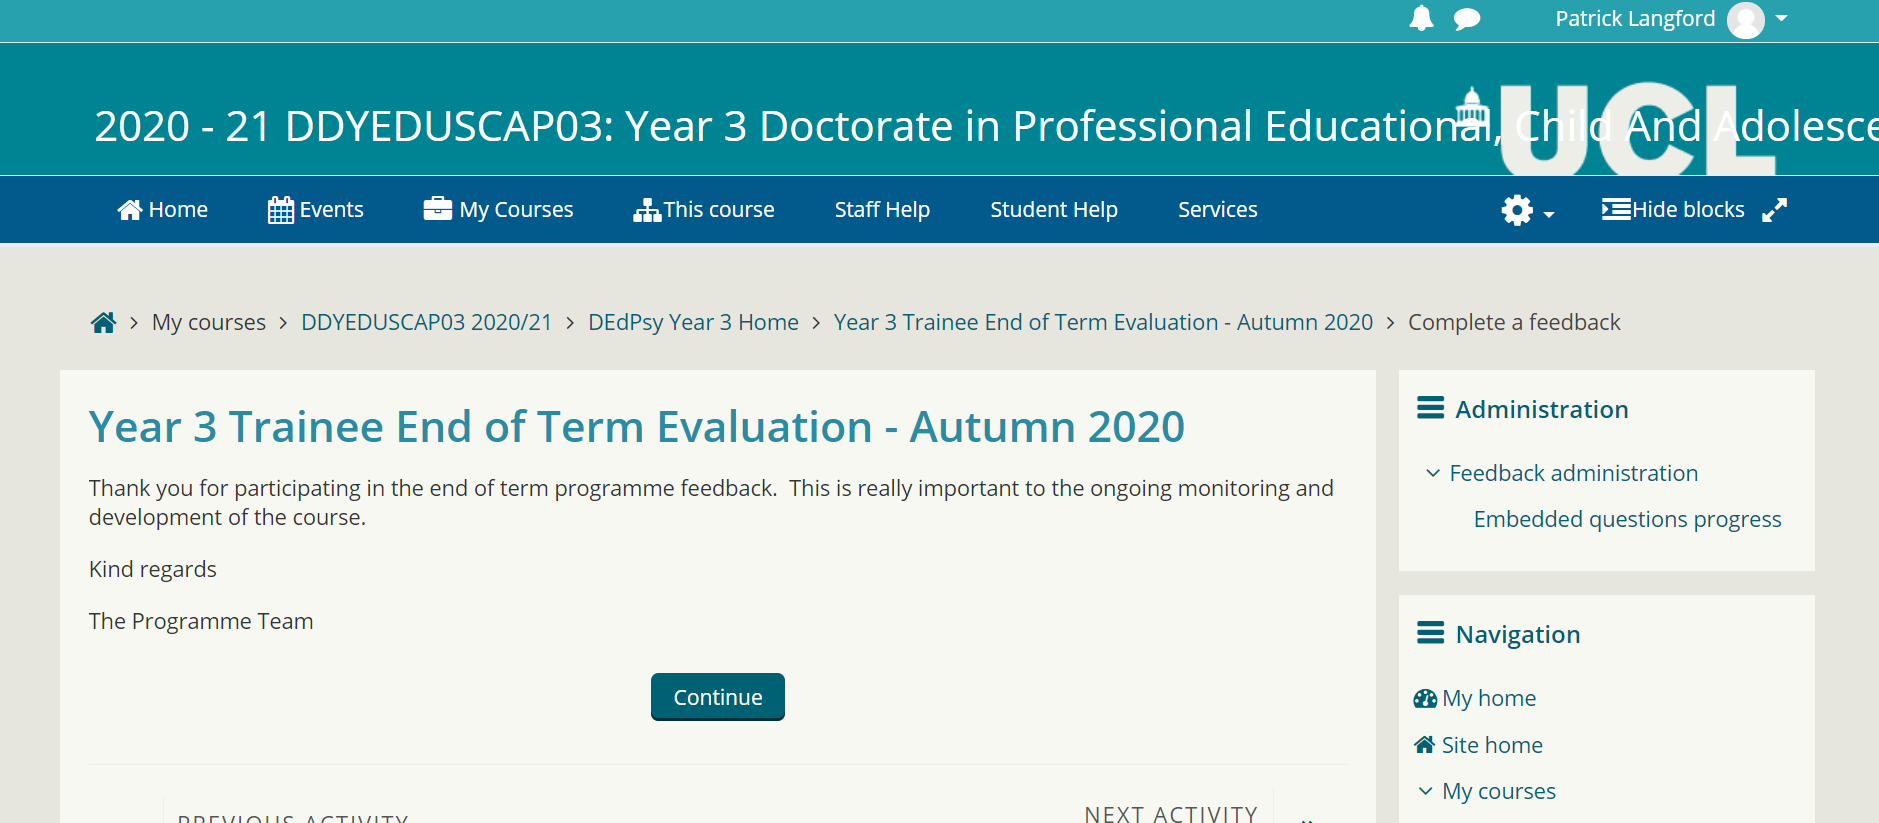 Patrick Langford
2020 - 21 DDYEDUSCAP03: Year 3 Doctorate in Professional Educational, Child And Adolesce
UCL
Home Events My Courses This course Staff Help Student Help Services Hide blocks
My courses > DDYEDUSCAP03 2020/21 > DEdPsy Year 3 Home > Year 3 Trainee End of Term Evaluation - Autumn 2020 > Complete a feedback
Year 3 Trainee End of Term Evaluation - Autumn 2020
Thank you for participating in the end of term programme feedback.  This is really important to the ongoing monitoring and
development of the course.
Kind regards
The Programme Team
Continue
PREVIOUS ACTIVITY
NEXT ACTIVITY
Administration
Feedback administration
Embedded questions progress
Navigation
My home
Site home
My courses